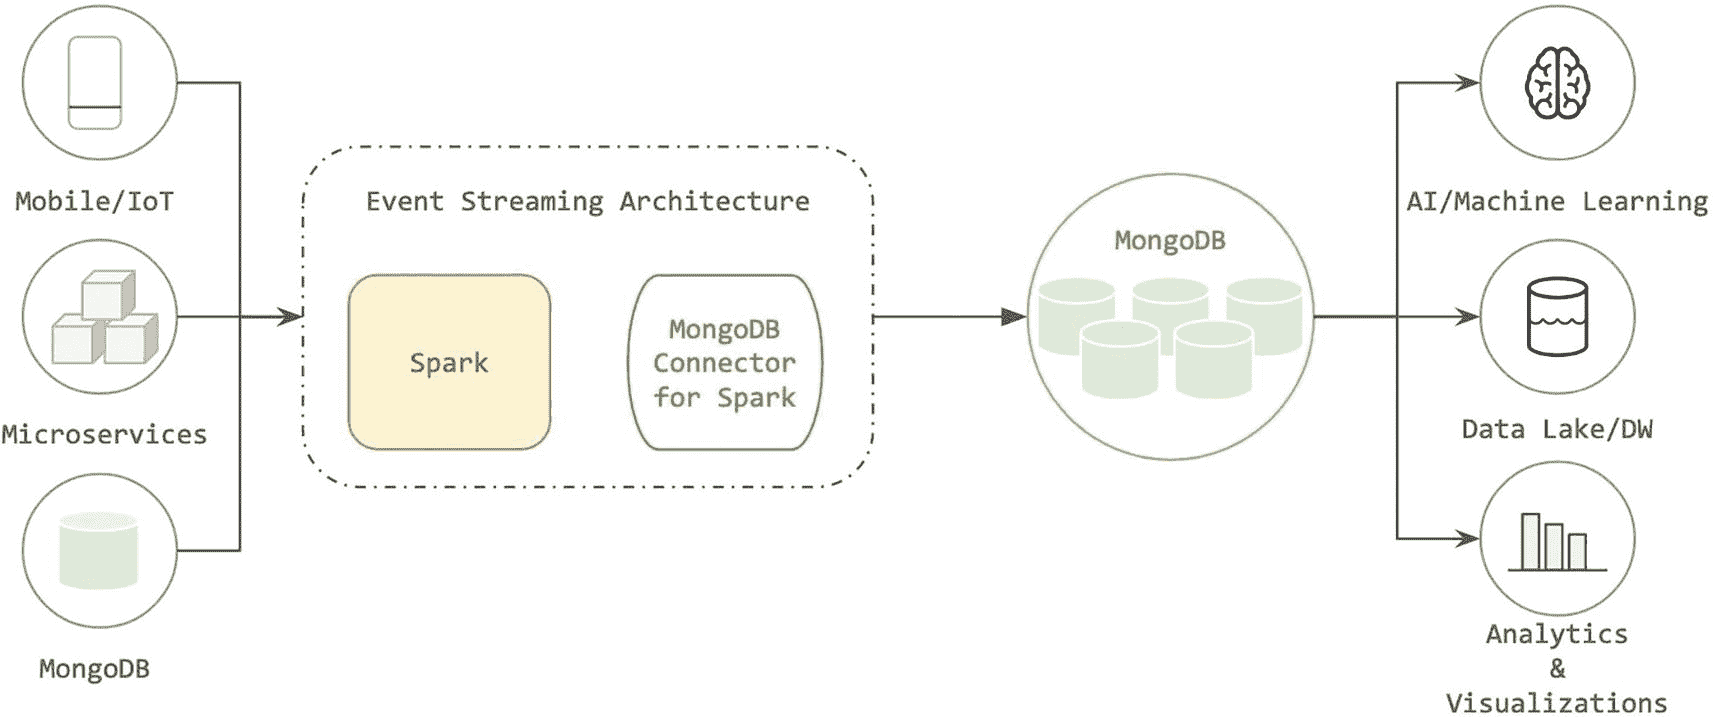 Mobile/IoT
Microservices
MongoDB
Event Streaming Architecture
Spark
MongoDB
Connector
for Spark
MongoDB
AI/Machine Learning
Data Lake/DW
Analytics
&
Visualizations